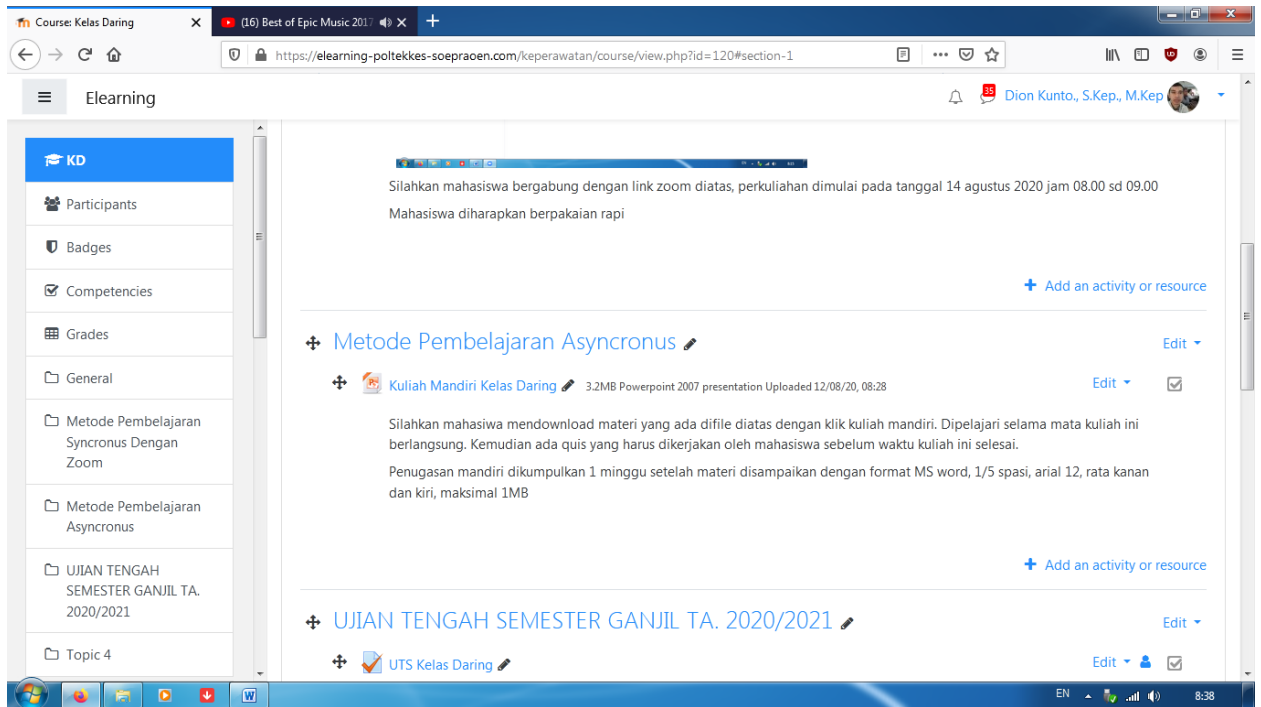 Course: Kelas Daring
(16) Best of Epic Music 2017
https://elearning-poltekkes-soepraoen.com/keperawatan/course/view.php?id=120#section-1
Elearning
35
Dion Kunto., S.Kep., M.Kep
KD
Participants
Badges
Competencies
Grades
General
Metode Pembelajaran
Syncronus Dengan
Zoom
Metode Pembelajaran
Asyncronus
UJIAN TENGAH
SEMESTER GANJIL TA.
2020/2021
Topic 4
Silahkan mahasiswa bergabung dengan link zoom diatas, perkuliahan dimulai pada tanggal 14 agustus 2020 jam 08.00 sd 09.00
Mahasiswa diharapkan berpakaian rapi
Add an activity or resource
Metode Pembelajaran Asyncronus
Edit
Kuliah Mandiri Kelas Daring 3.2MB Powerpoint 2007 presentation Uploaded 12/08/20, 08:28
Edit
Silahkan mahasiwa mendownload materi yang ada difile diatas dengan klik kuliah mandiri. Dipelajari selama mata kuliah ini
berlangsung. Kemudian ada quis yang harus dikerjakan oleh mahasiswa sebelum waktu kuliah ini selesai.
Penugasan mandiri dikumpulkan 1 minggu setelah materi disampaikan dengan format MS word, 1/5 spasi, arial 12, rata kanan
dan kiri, maksimal 1MB
Add an activity or resource
UJIAN TENGAH SEMESTER GANJIL TA. 2020/2021
Edit
UTS Kelas Daring
Edit
EN
8:38